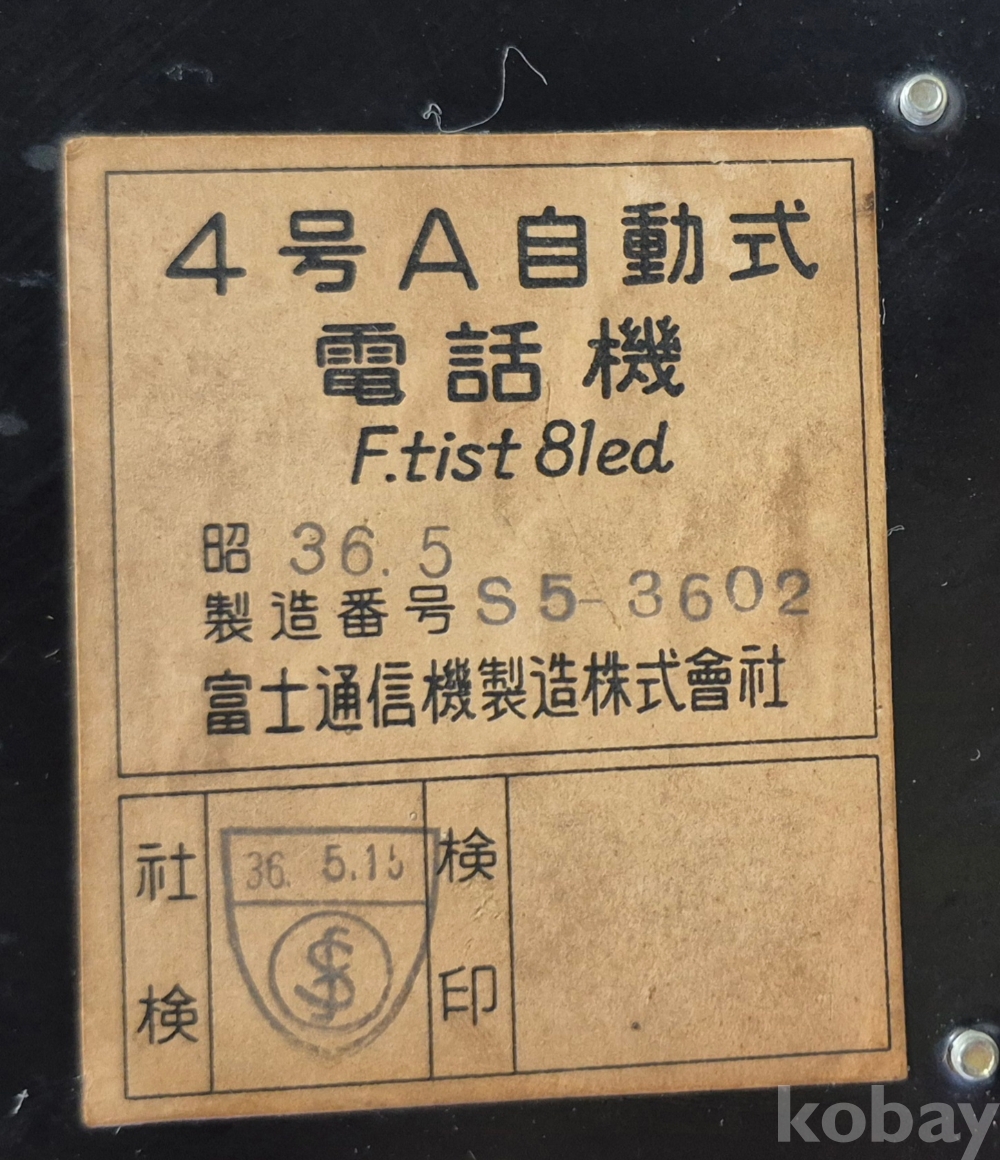 4号A自動式
電話機
F.tist 81ed
昭 36.5
製造番号 S5-3602
富士通信機製造株式會社
社検
36. 5.15
検印
kobay